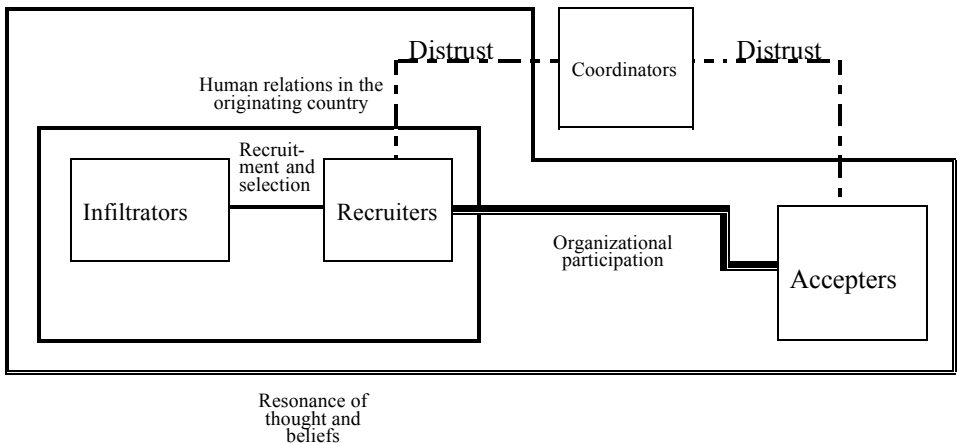 Distrust
Distrust
Coordinators
Human relations in the
originating country
Recruit-
ment and
selection
Infiltrators
Recruiters
Organizational
participation
Accepters
Resonance of
thought and
beliefs